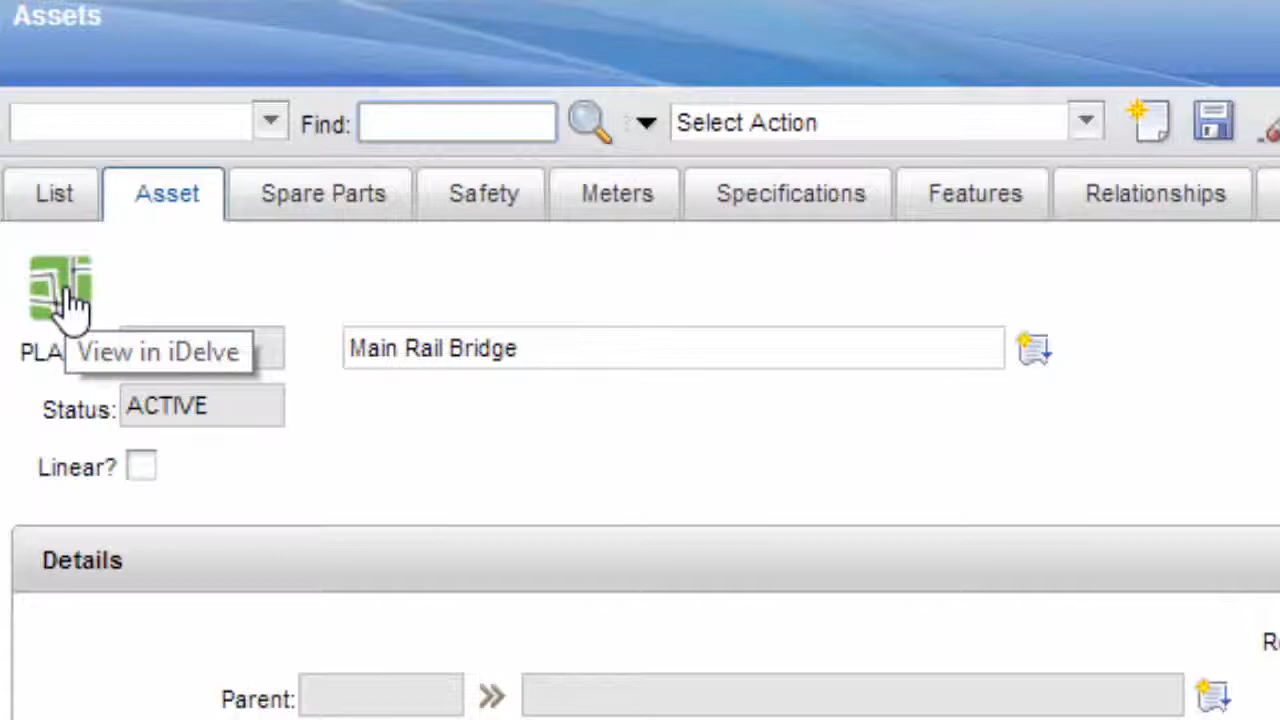 Assets
Find: Select Action
List Asset Spare Parts Safety Meters Specifications Features Relationships
View in iDelve
Main Rail Bridge
Status: ACTIVE
Linear?
Details
Parent: